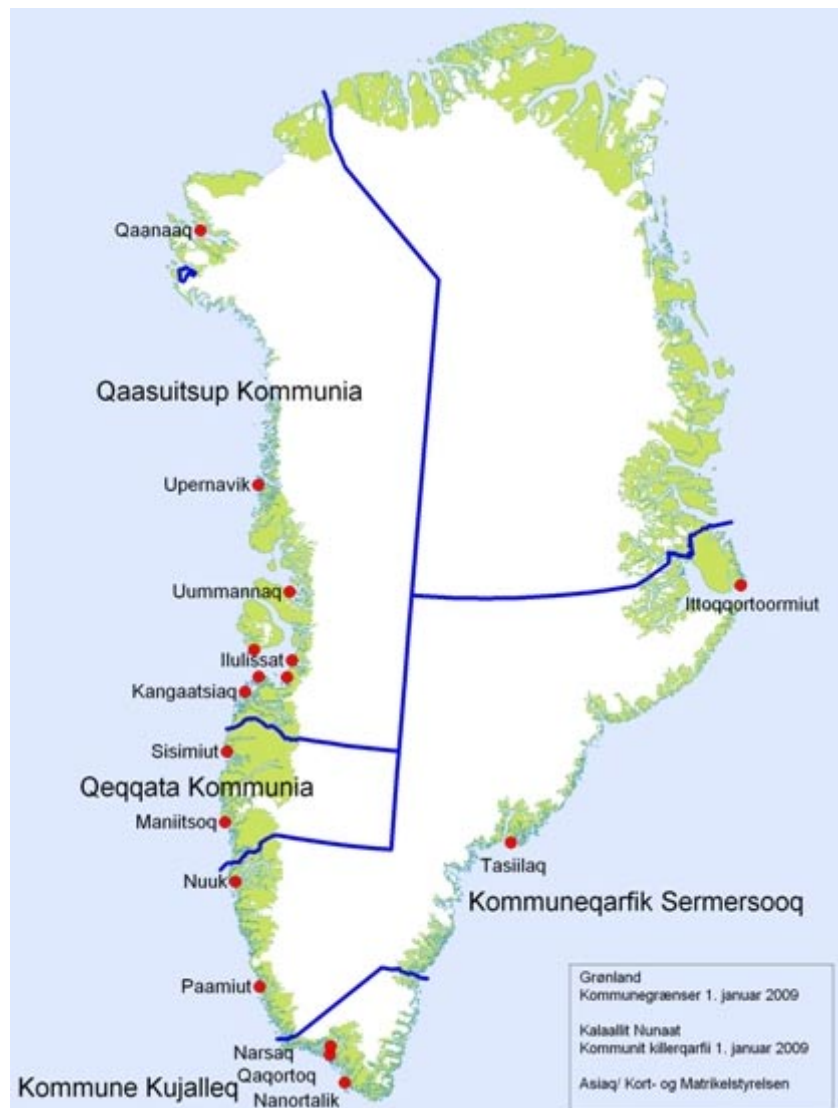 Qaanaaq
Qaasuitsup Kommunia
Upernavik
Uummannaq
Ittoqqortoormiut
Ilulissat
Kangaatsiaq
Sisimiut
Qeqqata Kommunia
Maniitsoq
Tasiilaq
Nuuk
Kommuneqarfik Sermersooq
Paamiut
Narsaq
Qaqortoq
Kommune Kujalleq
Nanortalik
Grønland
Kommunegrænser 1. januar 2009
Kalaallit Nunaat
Kommunit killerqarfii 1. januar 2009
Asiaq/ Kort- og Matrikelstyrelsen